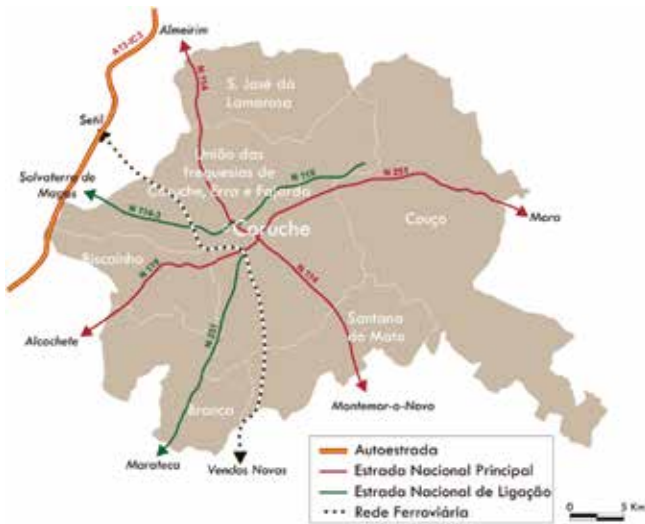 Almeirim
A13-IC3
N 114
S. José da
Lamarosa
Setil
União das
freguesias de
Coruche, Erra e Fajarda
N 119
N 251
Salvaterra de
Magos
N 114-3
Coruche
Couço
Mora
Biscainho
N 119
N 114
Alcochete
N 251
Santana
do Mato
Branca
Montemor-o-Novo
Marateca
Vendas Novas
Autoestrada
Estrada Nacional Principal
Estrada Nacional de Ligação
Rede Ferroviária
0
5 Km